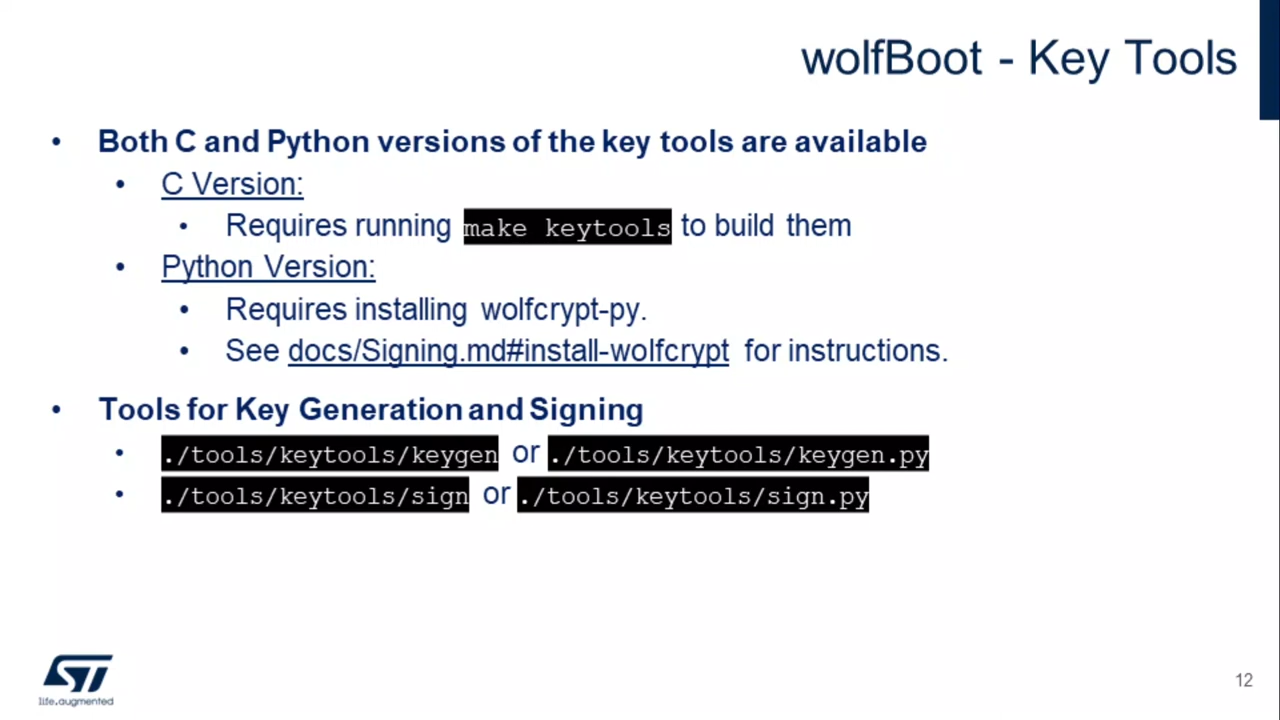 wolfBoot - Key Tools
• Both C and Python versions of the key tools are available
• C Version:
• Requires running make keytools to build them
• Python Version:
• Requires installing wolfcrypt-py.
• See docs/Signing.md#install-wolfcrypt for instructions.
• Tools for Key Generation and Signing
• ./tools/keytools/keygen or ./tools/keytools/keygen.py
• ./tools/keytools/sign or ./tools/keytools/sign.py
ST
life.augmented
12